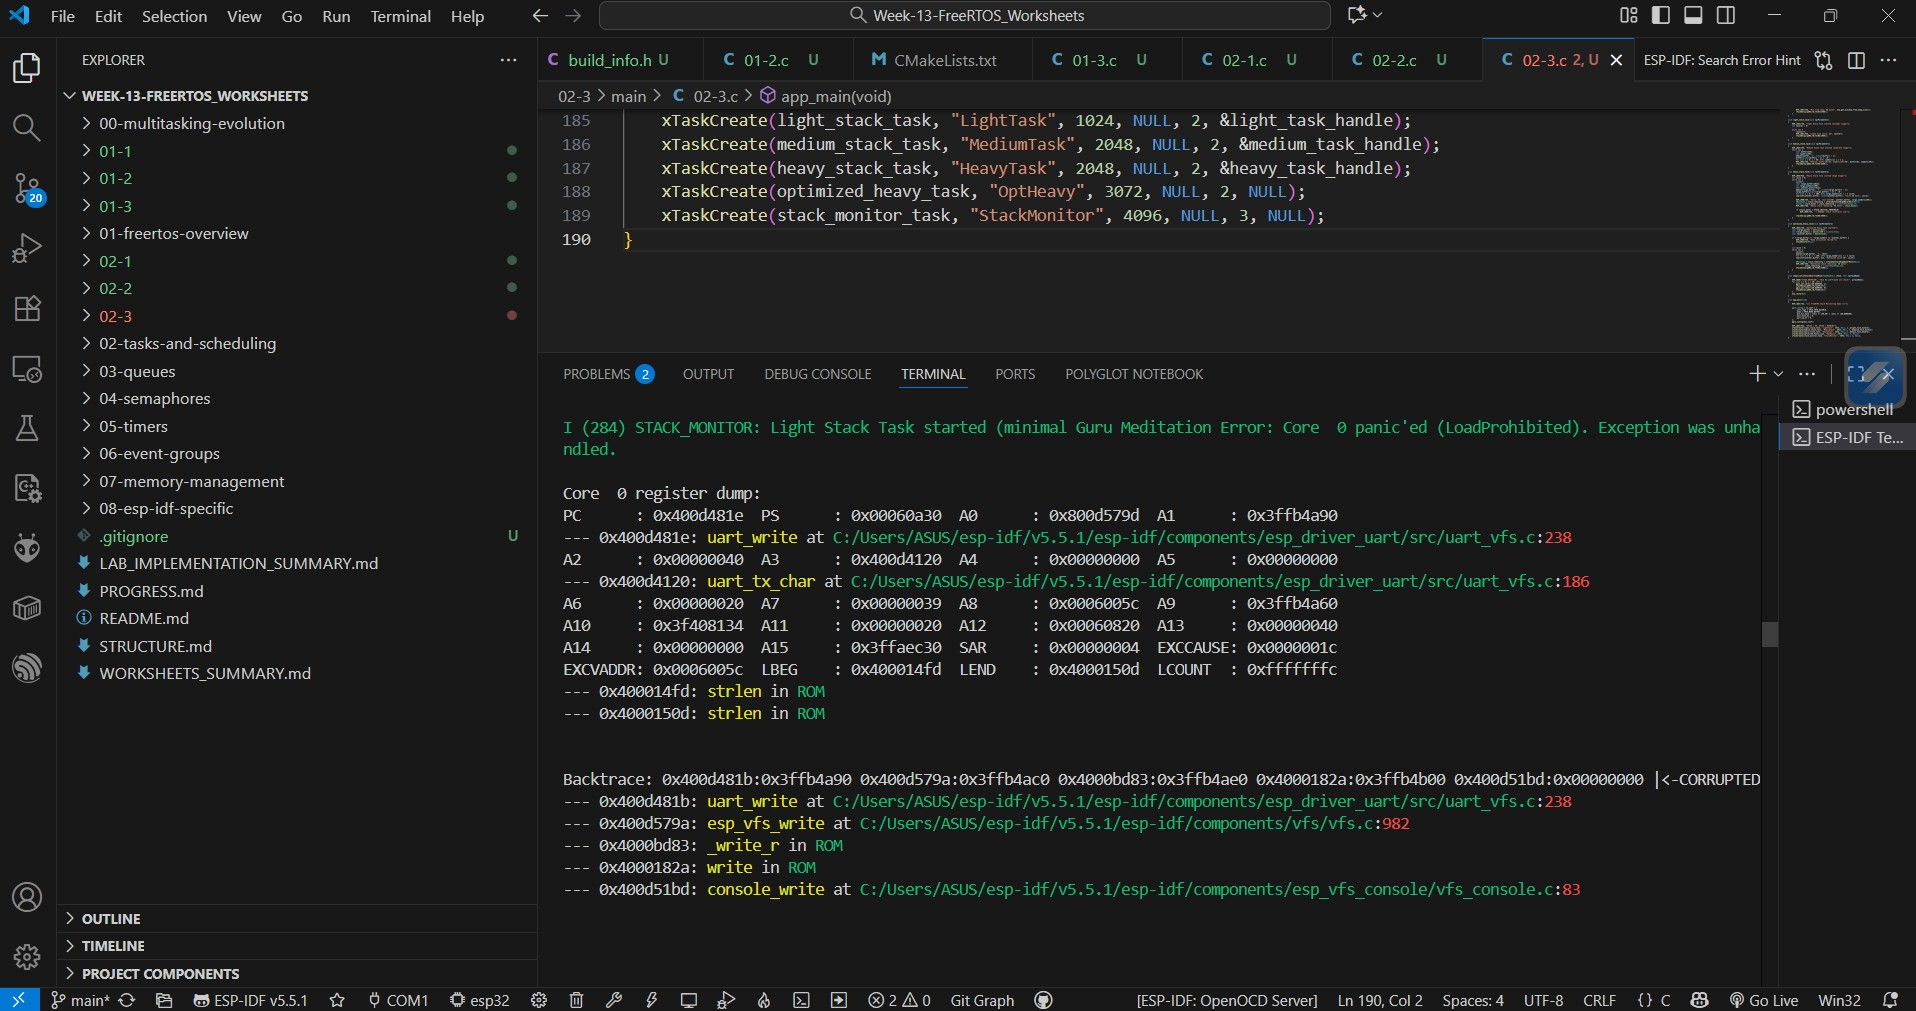 File Edit Selection View Go Run Terminal Help
Week-13-FreeRTOS_Worksheets
EXPLORER
WEEK-13-FREERTOS_WORKSHEETS
00-multitasking-evolution
01-1
01-2
01-3
01-freertos-overview
02-1
02-2
02-3
02-tasks-and-scheduling
03-queues
04-semaphores
05-timers
06-event-groups
07-memory-management
08-esp-idf-specific
.gitignore U
LAB_IMPLEMENTATION_SUMMARY.md
PROGRESS.md
README.md
STRUCTURE.md
WORKSHEETS_SUMMARY.md
OUTLINE
TIMELINE
PROJECT COMPONENTS
20
C build_info.h U C 01-2.c U M CMakeLists.txt C 01-3.c U C 02-1.c U C 02-2.c U C 02-3.c 2, U ESP-IDF: Search Error Hint
02-3 > main > C 02-3.c > app_main(void)
185 xTaskCreate(light_stack_task, "LightTask", 1024, NULL, 2, &light_task_handle);
186 xTaskCreate(medium_stack_task, "MediumTask", 2048, NULL, 2, &medium_task_handle);
187 xTaskCreate(heavy_stack_task, "HeavyTask", 2048, NULL, 2, &heavy_task_handle);
188 xTaskCreate(optimized_heavy_task, "OptHeavy", 3072, NULL, 2, NULL);
189 xTaskCreate(stack_monitor_task, "StackMonitor", 4096, NULL, 3, NULL);
190 }
PROBLEMS 2 OUTPUT DEBUG CONSOLE TERMINAL PORTS POLYGLOT NOTEBOOK
powershell
ESP-IDF Te...
I (284) STACK_MONITOR: Light Stack Task started (minimal Guru Meditation Error: Core  0 panic'ed (LoadProhibited). Exception was unha
ndled.
Core  0 register dump:
PC      : 0x400d481e  PS      : 0x00060a30  A0      : 0x800d579d  A1      : 0x3ffb4a90
--- 0x400d481e: uart_write at C:/Users/ASUS/esp-idf/v5.5.1/esp-idf/components/esp_driver_uart/src/uart_vfs.c:238
A2      : 0x00000040  A3      : 0x400d4120  A4      : 0x00000000  A5      : 0x00000000
--- 0x400d4120: uart_tx_char at C:/Users/ASUS/esp-idf/v5.5.1/esp-idf/components/esp_driver_uart/src/uart_vfs.c:186
A6      : 0x00000020  A7      : 0x00000039  A8      : 0x0006005c  A9      : 0x3ffb4a60
A10     : 0x3f408134  A11     : 0x00000020  A12     : 0x00060820  A13     : 0x00000040
A14     : 0x00000000  A15     : 0x3ffaec30  SAR     : 0x00000004  EXCCAUSE: 0x0000001c
EXCVADDR: 0x0006005c  LBEG    : 0x400014fd  LEND    : 0x4000150d  LCOUNT  : 0xfffffffc
--- 0x400014fd: strlen in ROM
--- 0x4000150d: strlen in ROM
Backtrace: 0x400d481b:0x3ffb4a90 0x400d579a:0x3ffb4ac0 0x4000bd83:0x3ffb4ae0 0x4000182a:0x3ffb4b00 0x400d51bd:0x00000000 |<-CORRUPTED
--- 0x400d481b: uart_write at C:/Users/ASUS/esp-idf/v5.5.1/esp-idf/components/esp_driver_uart/src/uart_vfs.c:238
--- 0x400d579a: esp_vfs_write at C:/Users/ASUS/esp-idf/v5.5.1/esp-idf/components/vfs/vfs.c:982
--- 0x4000bd83: _write_r in ROM
--- 0x4000182a: write in ROM
--- 0x400d51bd: console_write at C:/Users/ASUS/esp-idf/v5.5.1/esp-idf/components/esp_vfs_console/vfs_console.c:83
main* ESP-IDF v5.5.1 COM1 esp32 2 0 Git Graph [ESP-IDF: OpenOCD Server] Ln 190, Col 2 Spaces: 4 UTF-8 CRLF {} C Go Live Win32